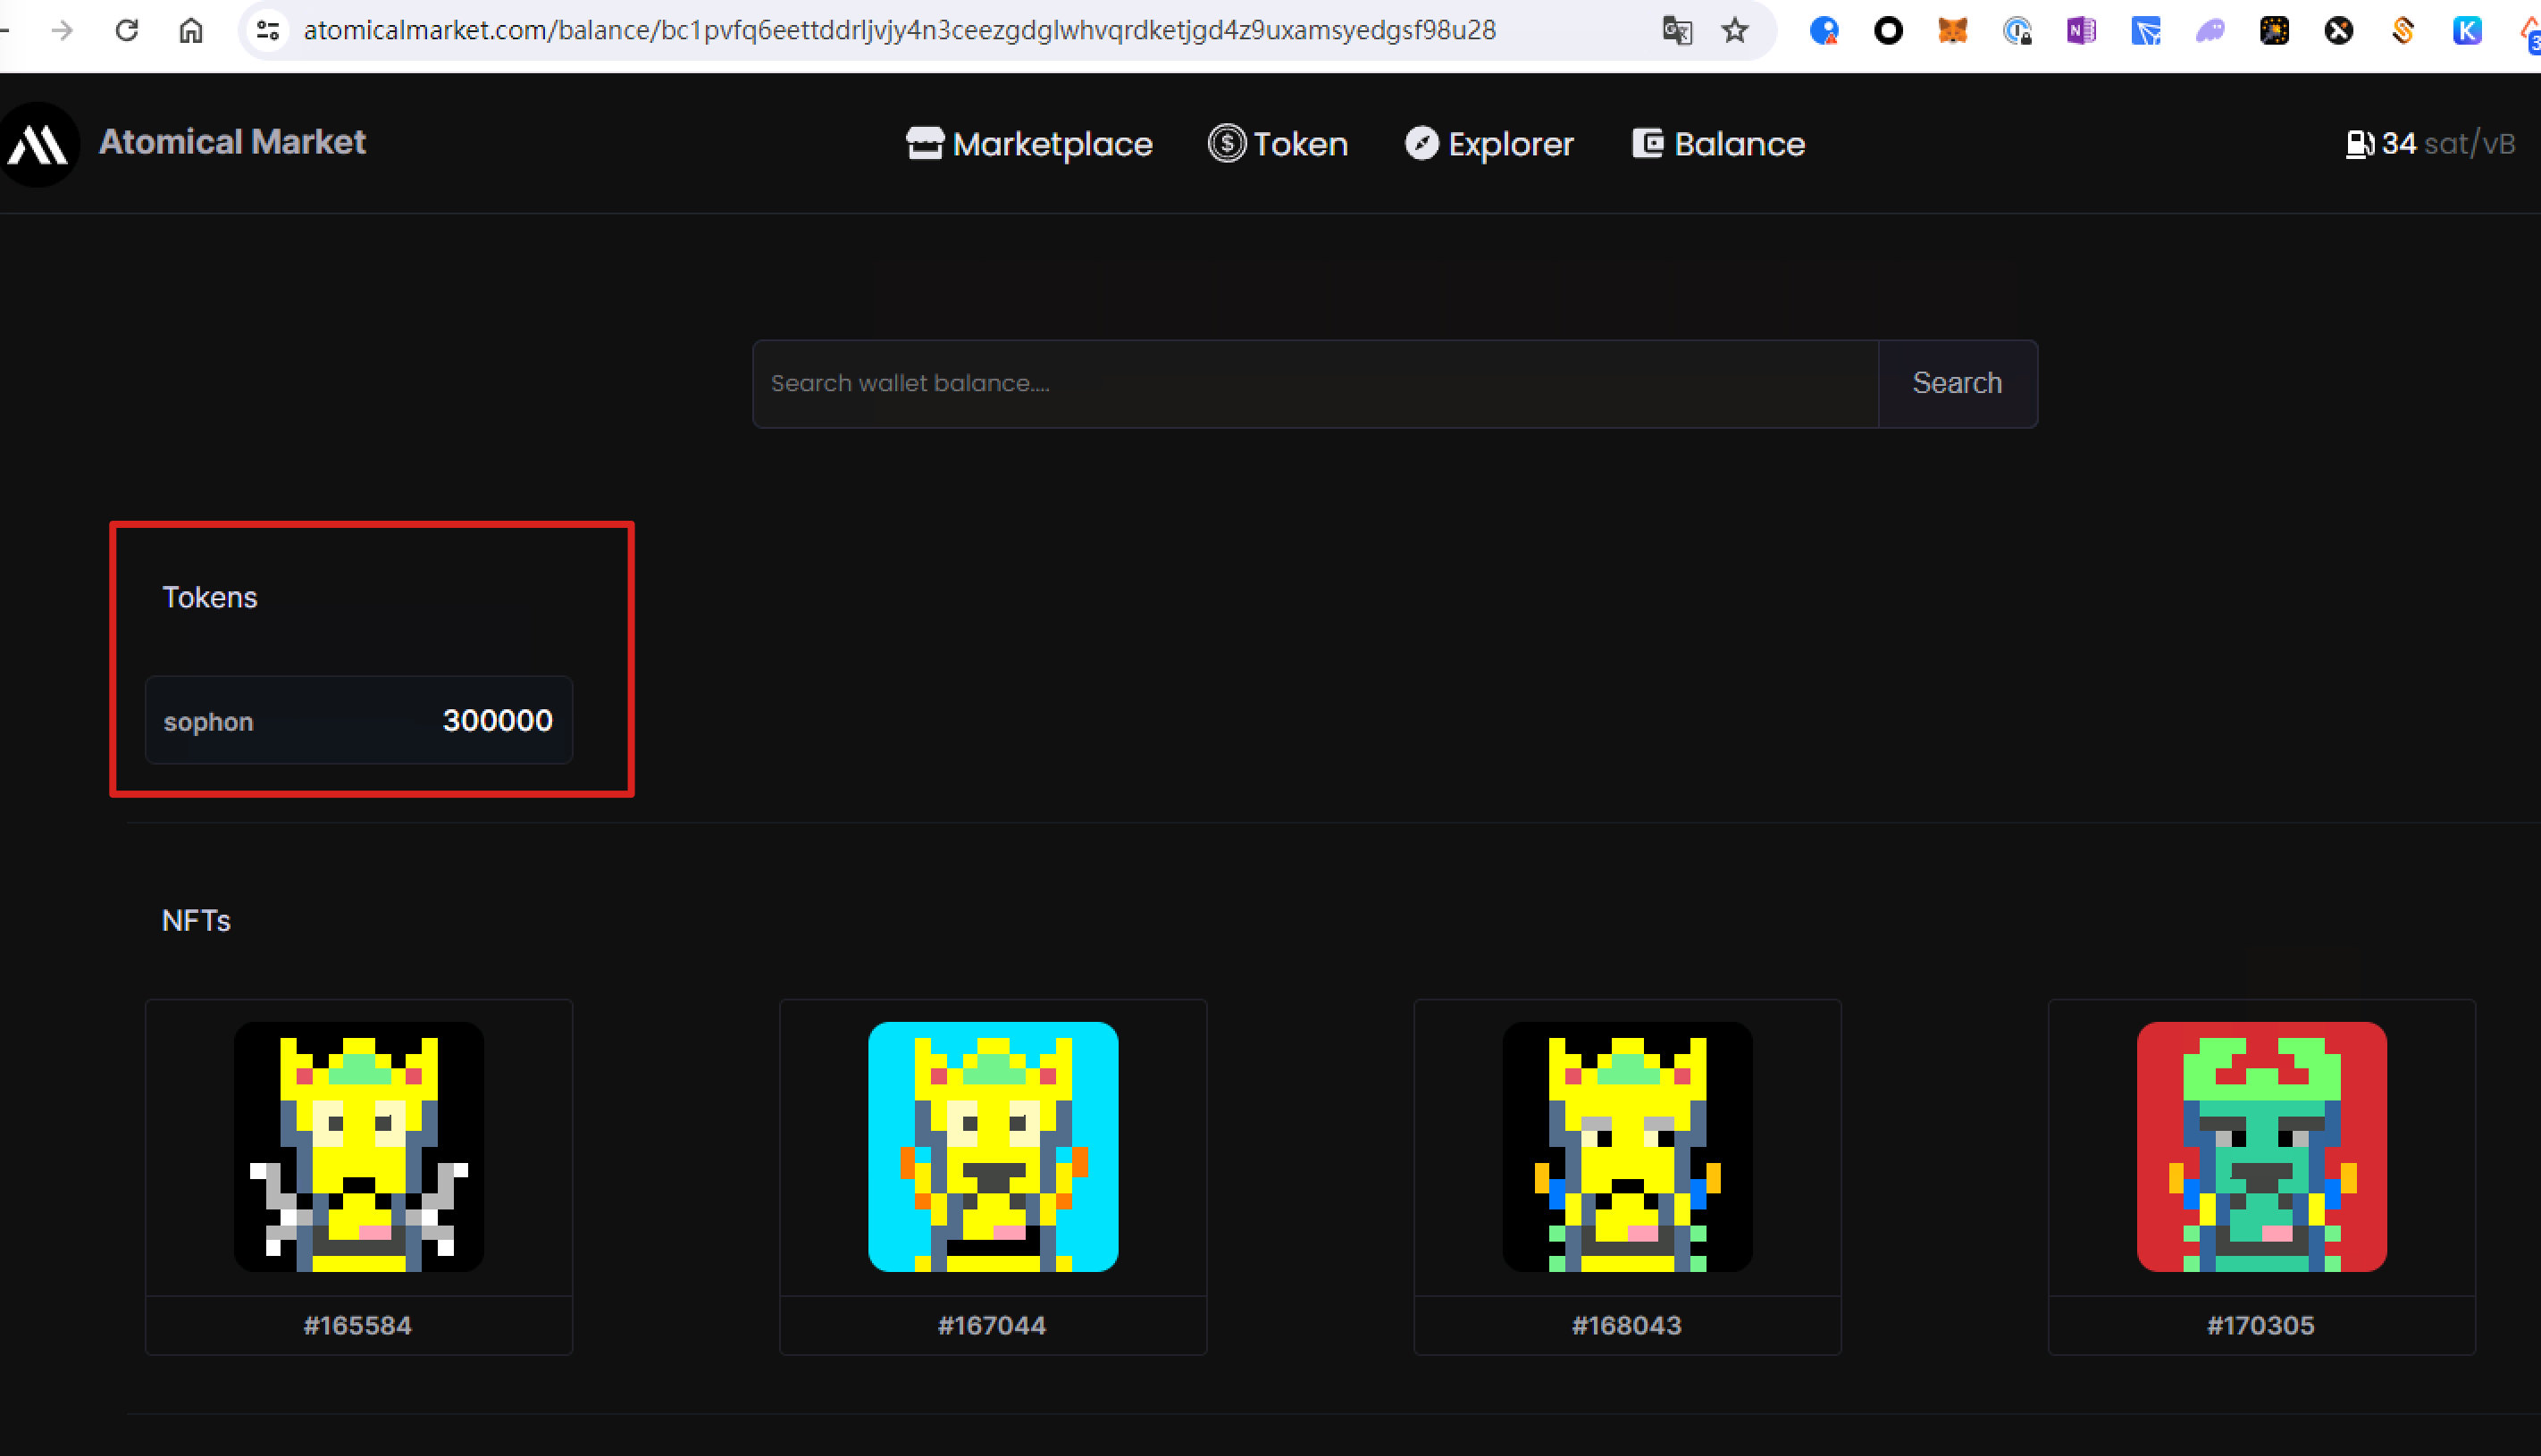 atomicalmarket.com/balance/bc1pvfq6eettddrljvjy4n3ceezgdglwhvqrdketjgd4z9uxamsyedgsf98u28
Atomical Market
Marketplace
Token
Explorer
Balance
34 sat/vB
Search wallet balance....
Search
Tokens
sophon 300000
NFTs
#165584
#167044
#168043
#170305